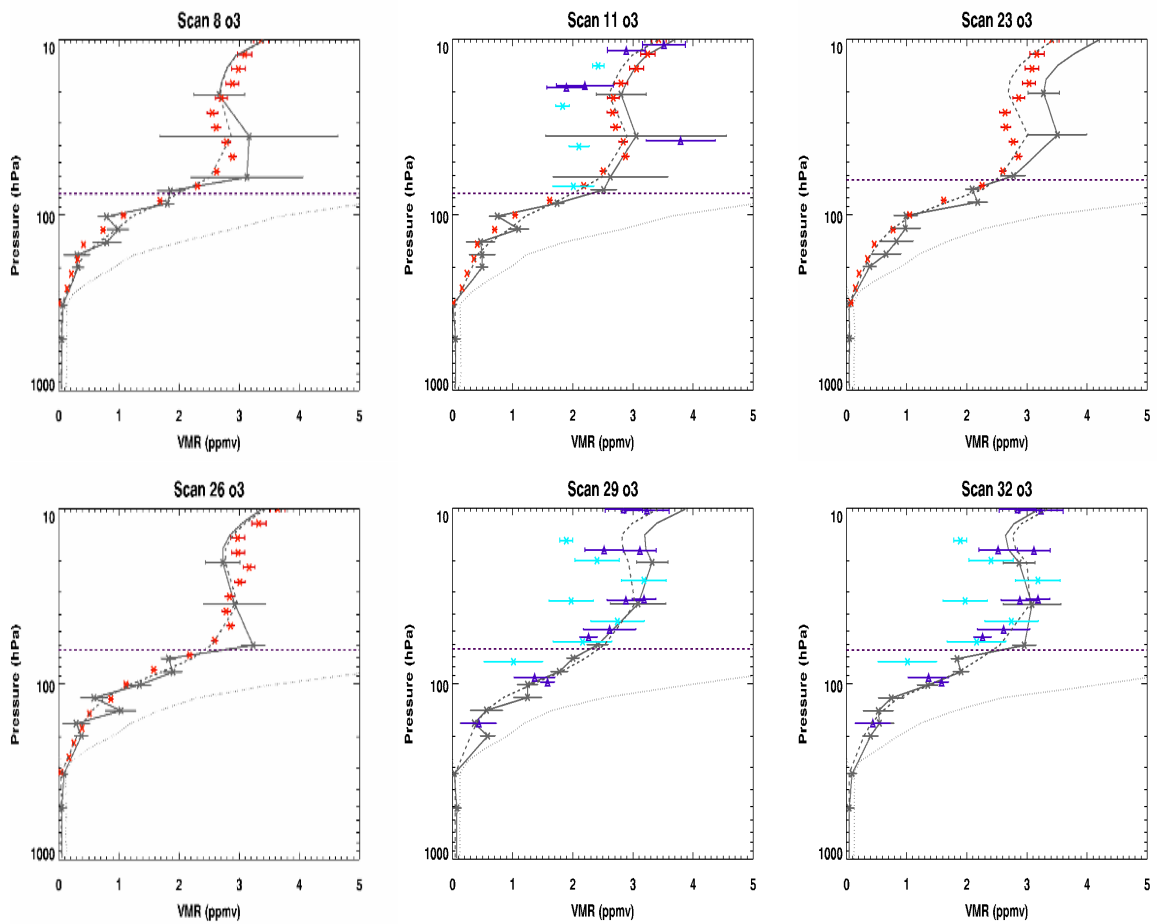 Scan 8 o3
Scan 11 o3
Scan 23 o3
10
100
1000
Pressure (hPa)
0 1 2 3 4 5
VMR (ppmv)
10
100
1000
Pressure (hPa)
0 1 2 3 4 5
VMR (ppmv)
10
100
1000
Pressure (hPa)
0 1 2 3 4 5
VMR (ppmv)
Scan 26 o3
Scan 29 o3
Scan 32 o3
10
100
1000
Pressure (hPa)
0 1 2 3 4 5
VMR (ppmv)
10
100
1000
Pressure (hPa)
0 1 2 3 4 5
VMR (ppmv)
10
100
1000
Pressure (hPa)
0 1 2 3 4 5
VMR (ppmv)